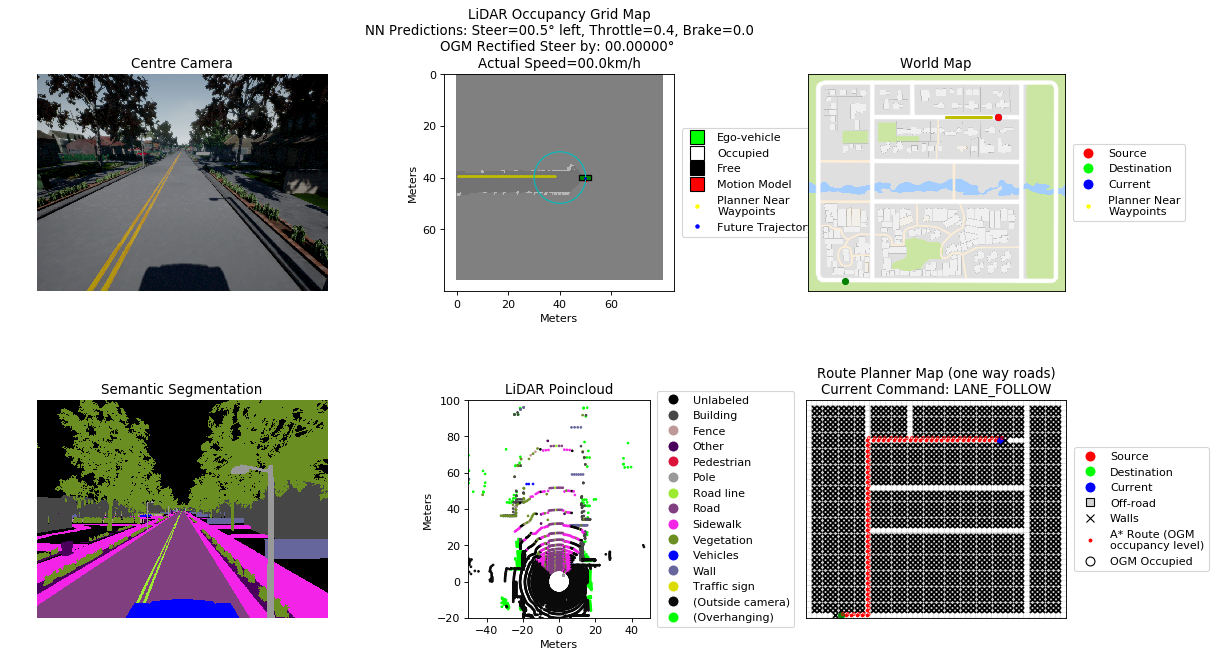 LiDAR Occupancy Grid Map
NN Predictions: Steer=00.5° left, Throttle=0.4, Brake=0.0
OGM Rectified Steer by: 00.00000°
Actual Speed=00.0km/h
Centre Camera
World Map
0
20
40
60
Meters
0
20
40
60
Meters
Ego-vehicle
Occupied
Free
Motion Model
Planner Near
Waypoints
Future Trajector
Source
Destination
Current
Planner Near
Waypoints
Semantic Segmentation
LiDAR Poincloud
Route Planner Map (one way roads)
Current Command: LANE_FOLLOW
100
80
60
40
20
0
−20
Meters
−40
−20
0
20
40
Meters
Unlabeled
Building
Fence
Other
Pedestrian
Pole
Road line
Road
Sidewalk
Vegetation
Vehicles
Wall
Traffic sign
(Outside camera)
(Overhanging)
Source
Destination
Current
Off-road
Walls
A* Route (OGM
occupancy level)
OGM Occupied